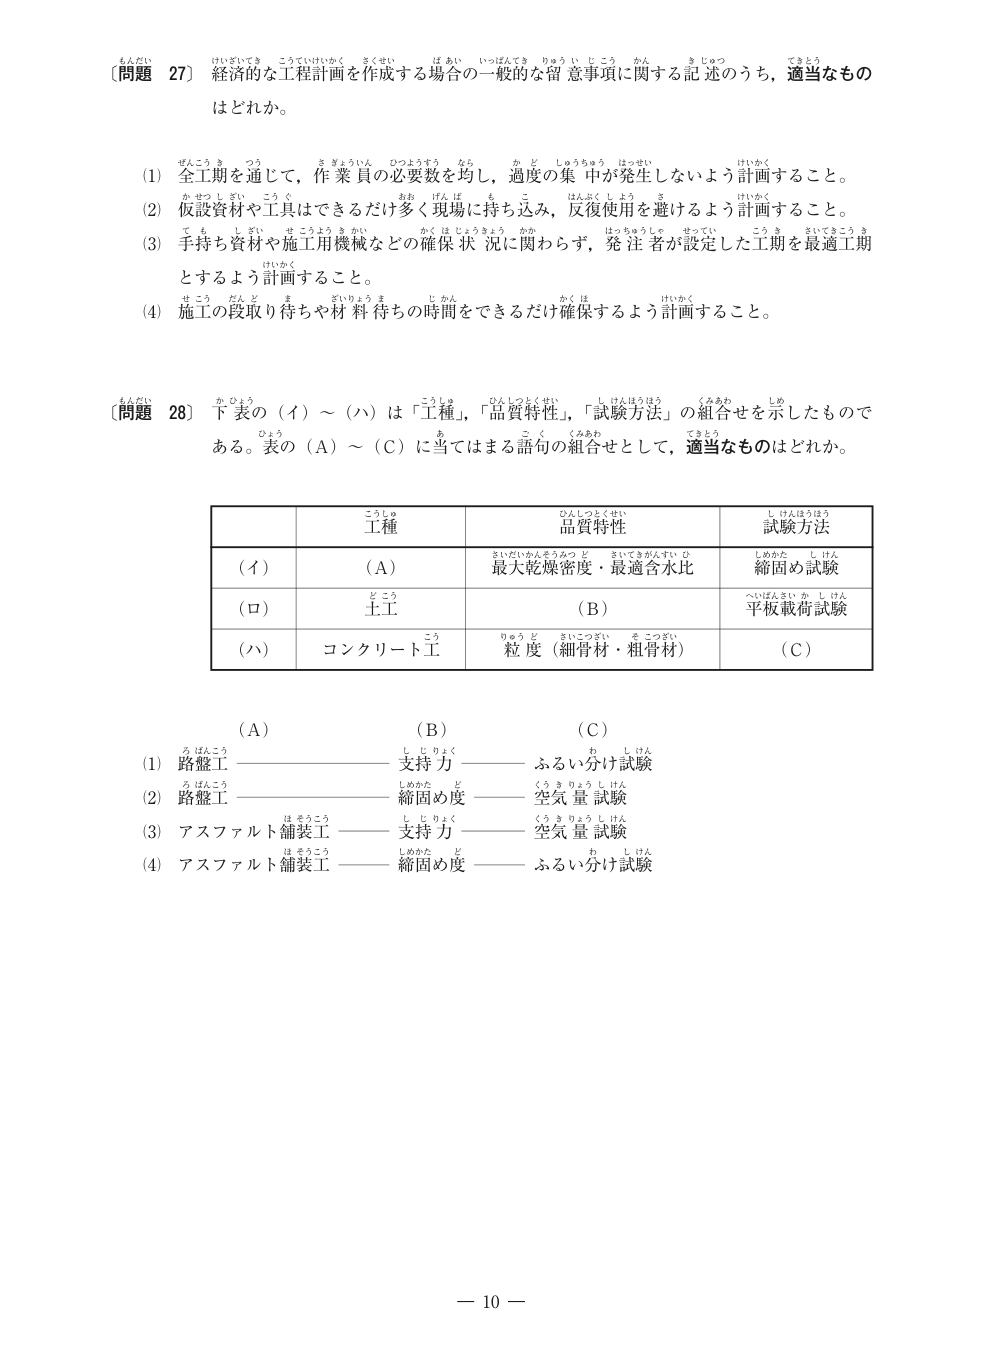 〔問題　27〕 経済的な工程計画を作成する場合の一般的な留意事項に関する記述のうち，適当なもの
はどれか。
⑴　全工期を通じて，作業員の必要数を均し，過度の集中が発生しないよう計画すること。
⑵　仮設資材や工具はできるだけ多く現場に持ち込み，反復使用を避けるよう計画すること。
⑶　手持ち資材や施工用機械などの確保状況に関わらず，発注者が設定した工期を最適工期
とするよう計画すること。
⑷　施工の段取り待ちや材料待ちの時間をできるだけ確保するよう計画すること。
〔問題　28〕 下表の（イ）～（ハ）は「工種」，「品質特性」，「試験方法」の組合せを示したもので
ある。表の（A）～（C）に当てはまる語句の組合せとして，適当なものはどれか。
工種　品質特性　試験方法
（イ）　（A）　最大乾燥密度・最適含水比　締固め試験
（ロ）　土工　（B）　平板載荷試験
（ハ）　コンクリート工　粒度（細骨材・粗骨材）　（C）
（A）　（B）　（C）
⑴　路盤工 ――― 支持力 ――― ふるい分け試験
⑵　路盤工 ――― 締固め度 ――― 空気量試験
⑶　アスファルト舗装工 ――― 支持力 ――― 空気量試験
⑷　アスファルト舗装工 ――― 締固め度 ――― ふるい分け試験
― 10 ―